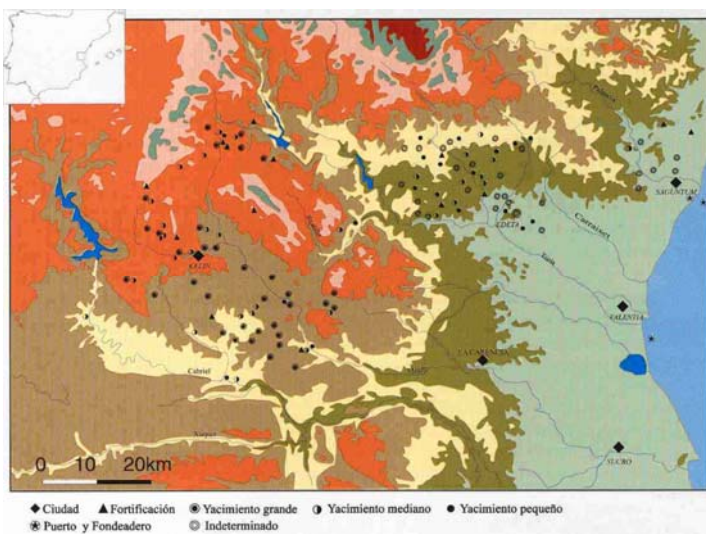 Palancia
SAGUNTUM
EDETA
Carraixet
Turia
KELIN
VALENTIA
LA CARENCIA
Cabriel
SUCRO
0 10 20km
Ciudad Fortificación Yacimiento grande Yacimiento mediano Yacimiento pequeño
Puerto y Fondeadero Indeterminado